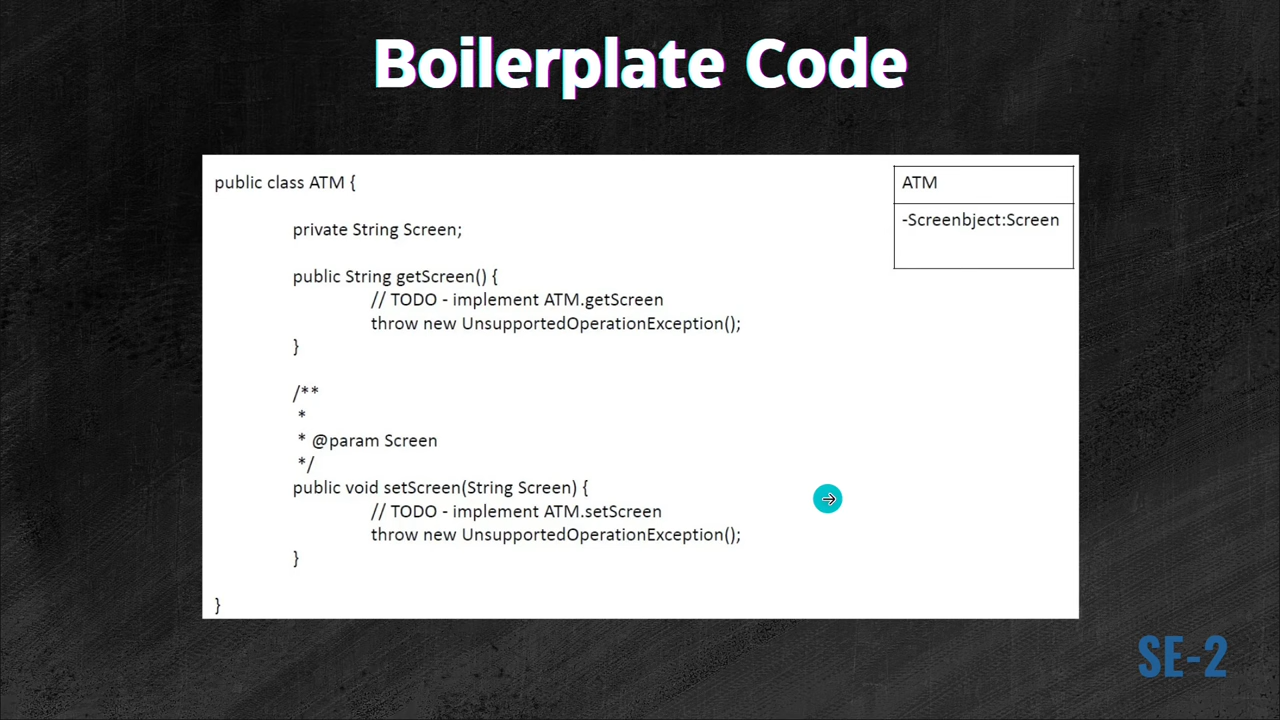 Boilerplate Code
public class ATM {
ATM
private String Screen;
-Screenbject:Screen
public String getScreen() {
// TODO - implement ATM.getScreen
throw new UnsupportedOperationException();
}
/**
*
* @param Screen
*/
public void setScreen(String Screen) {
// TODO - implement ATM.setScreen
throw new UnsupportedOperationException();
}
}
SE-2